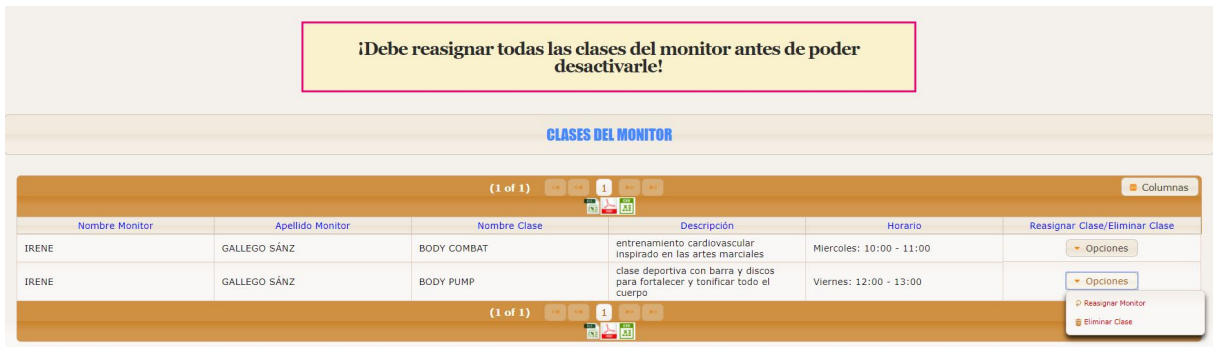 ¡Debe reasignar todas las clases del monitor antes de poder
desactivarle!
CLASES DEL MONITOR
(1 of 1) 1 Columnas
Nombre Monitor Apellido Monitor Nombre Clase Descripción Horario Reasignar Clase/Eliminar Clase
IRENE GALLEGO SÁNZ BODY COMBAT entrenamiento cardiovascular Miercoles: 10:00 - 11:00 Opciones
inspirado en las artes marciales
clase deportiva con barra y discos
IRENE GALLEGO SÁNZ BODY PUMP para fortalecer y tonificar todo el Viernes: 12:00 - 13:00 Opciones
cuerpo
Reasignar Monitor
(1 of 1) 1
Eliminar Clase